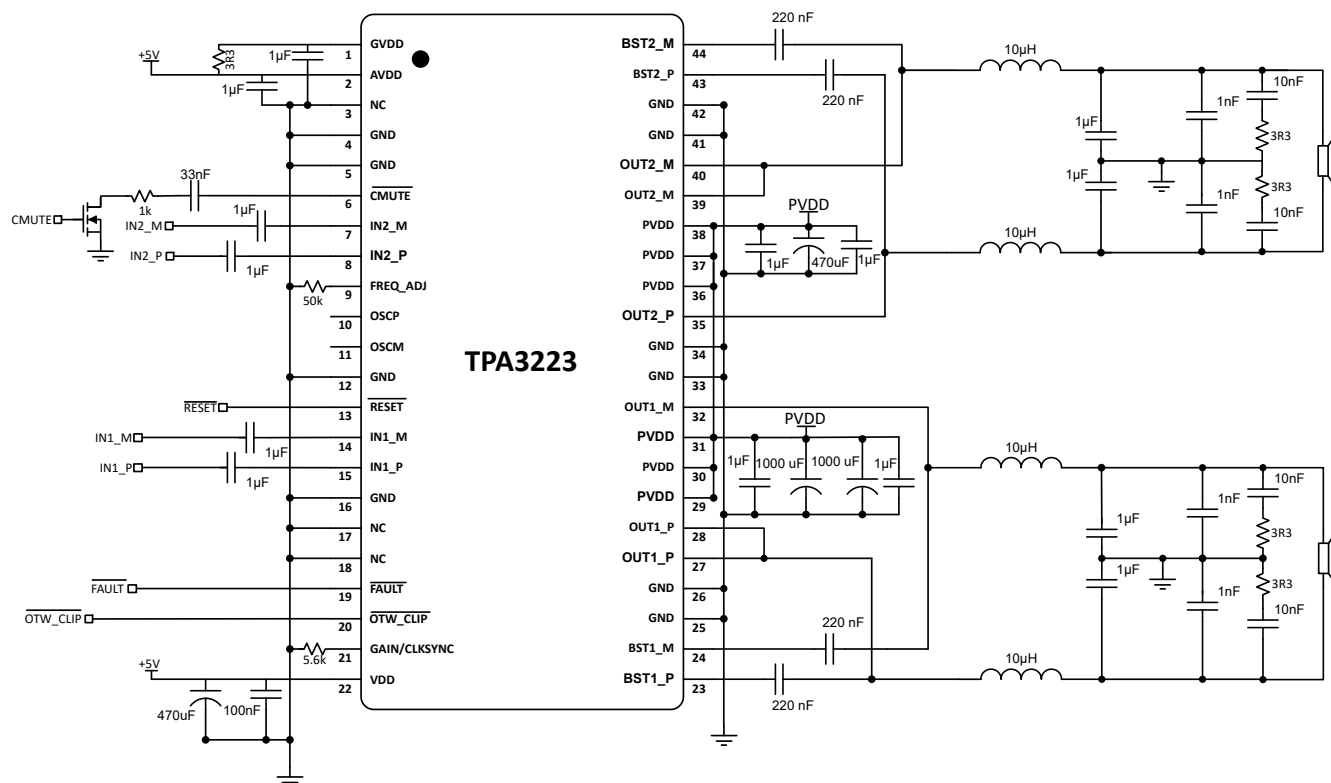 220 nF
+5V
3R3
1µF
GVDD
1
BST2_M
44
10µH
1µF
AVDD
2
BST2_P
43
220 nF
10nF
1nF
NC
3
GND
42
1µF
3R3
GND
4
GND
41
GND
5
OUT2_M
40
1µF
3R3
33nF
1k
CMUTE
6
OUT2_M
39
1nF
10nF
CMUTE
IN2_M
1µF
IN2_M
7
PVDD
38
PVDD
10µH
IN2_P
1µF
IN2_P
8
PVDD
37
1µF
470uF
1µF
50k
FREQ_ADJ
9
PVDD
36
OSCP
10
OUT2_P
35
OSCM
11
TPA3223
GND
34
GND
12
GND
33
RESET
RESET
13
OUT1_M
32
IN1_M
1µF
IN1_M
14
PVDD
31
PVDD
10µH
IN1_P
1µF
IN1_P
15
PVDD
30
1µF
1000 uF
1000 uF
1µF
10nF
1nF
GND
16
PVDD
29
1µF
3R3
NC
17
OUT1_P
28
NC
18
OUT1_P
27
1µF
3R3
FAULT
FAULT
19
GND
26
1nF
10nF
OTW_CLIP
OTW_CLIP
20
GND
25
220 nF
5.6k
GAIN/CLKSYNC
21
BST1_M
24
10µH
+5V
VDD
22
BST1_P
23
470uF
100nF
220 nF